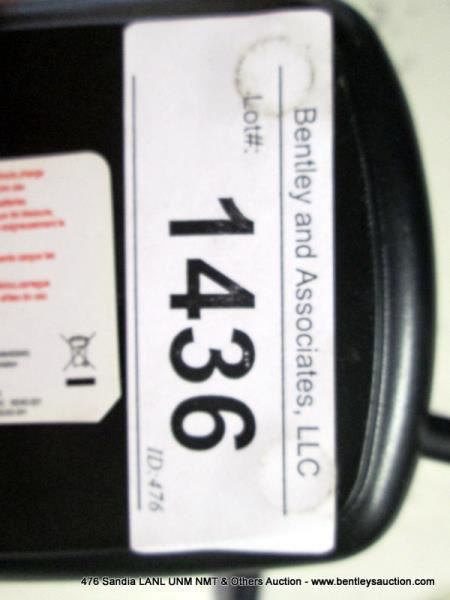 Bentley and Associates, LLC
Lot#:
1436
ID:476
476 Sandia LANL UNM NMT & Others Auction - www.bentleysauction.com